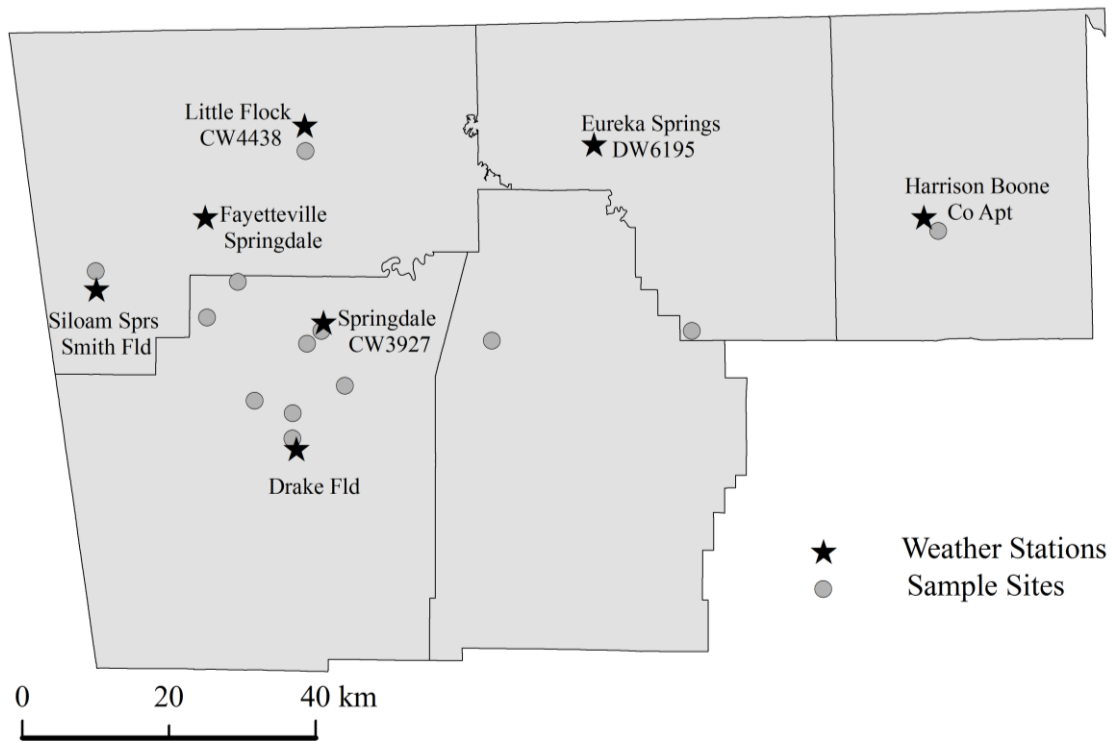 Little Flock
CW4438
Eureka Springs
DW6195
Harrison Boone
Co Apt
Fayetteville
Springdale
Siloam Sprs
Smith Fld
Springdale
CW3927
Drake Fld
Weather Stations
Sample Sites
0 20 40 km